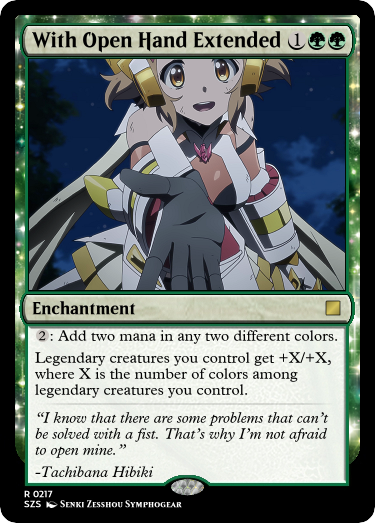 With Open Hand Extended 1
Enchantment
2: Add two mana in any two different colors.
Legendary creatures you control get +X/+X,
where X is the number of colors among
legendary creatures you control.
“I know that there are some problems that can't
be solved with a fist. That's why I'm not afraid
to open mine.”
-Tachibana Hibiki
R 0217
SZS Senki Zesshou Symphogear